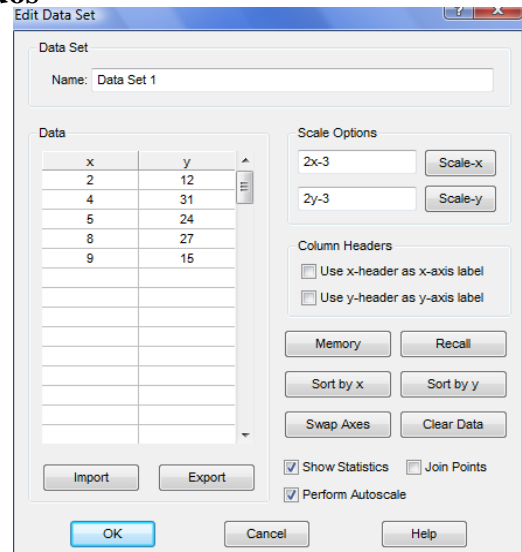 Edit Data Set
Data Set
Name: Data Set 1
Data
x y
2 12
4 31
5 24
8 27
9 15
Import Export
Scale Options
2x-3 Scale-x
2y-3 Scale-y
Column Headers
Use x-header as x-axis label
Use y-header as y-axis label
Memory Recall
Sort by x Sort by y
Swap Axes Clear Data
Show Statistics Join Points
Perform Autoscale
OK Cancel Help